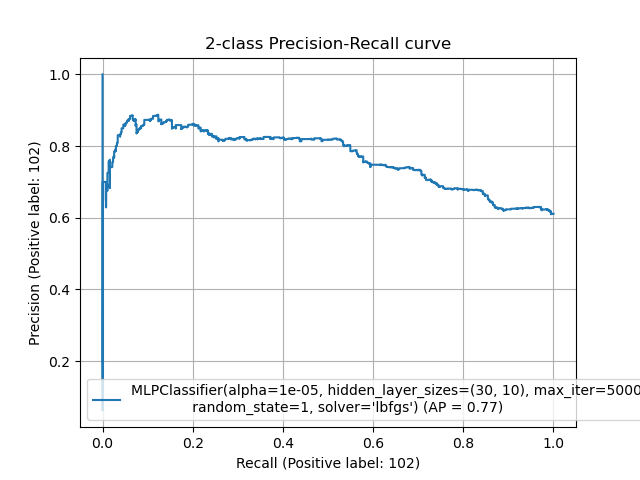 2-class Precision-Recall curve
1.0
0.8
0.6
0.4
0.2
Precision (Positive label: 102)
MLPClassifier(alpha=1e-05, hidden_layer_sizes=(30, 10), max_iter=5000
random_state=1, solver='lbfgs') (AP = 0.77)
0.0 0.2 0.4 0.6 0.8 1.0
Recall (Positive label: 102)